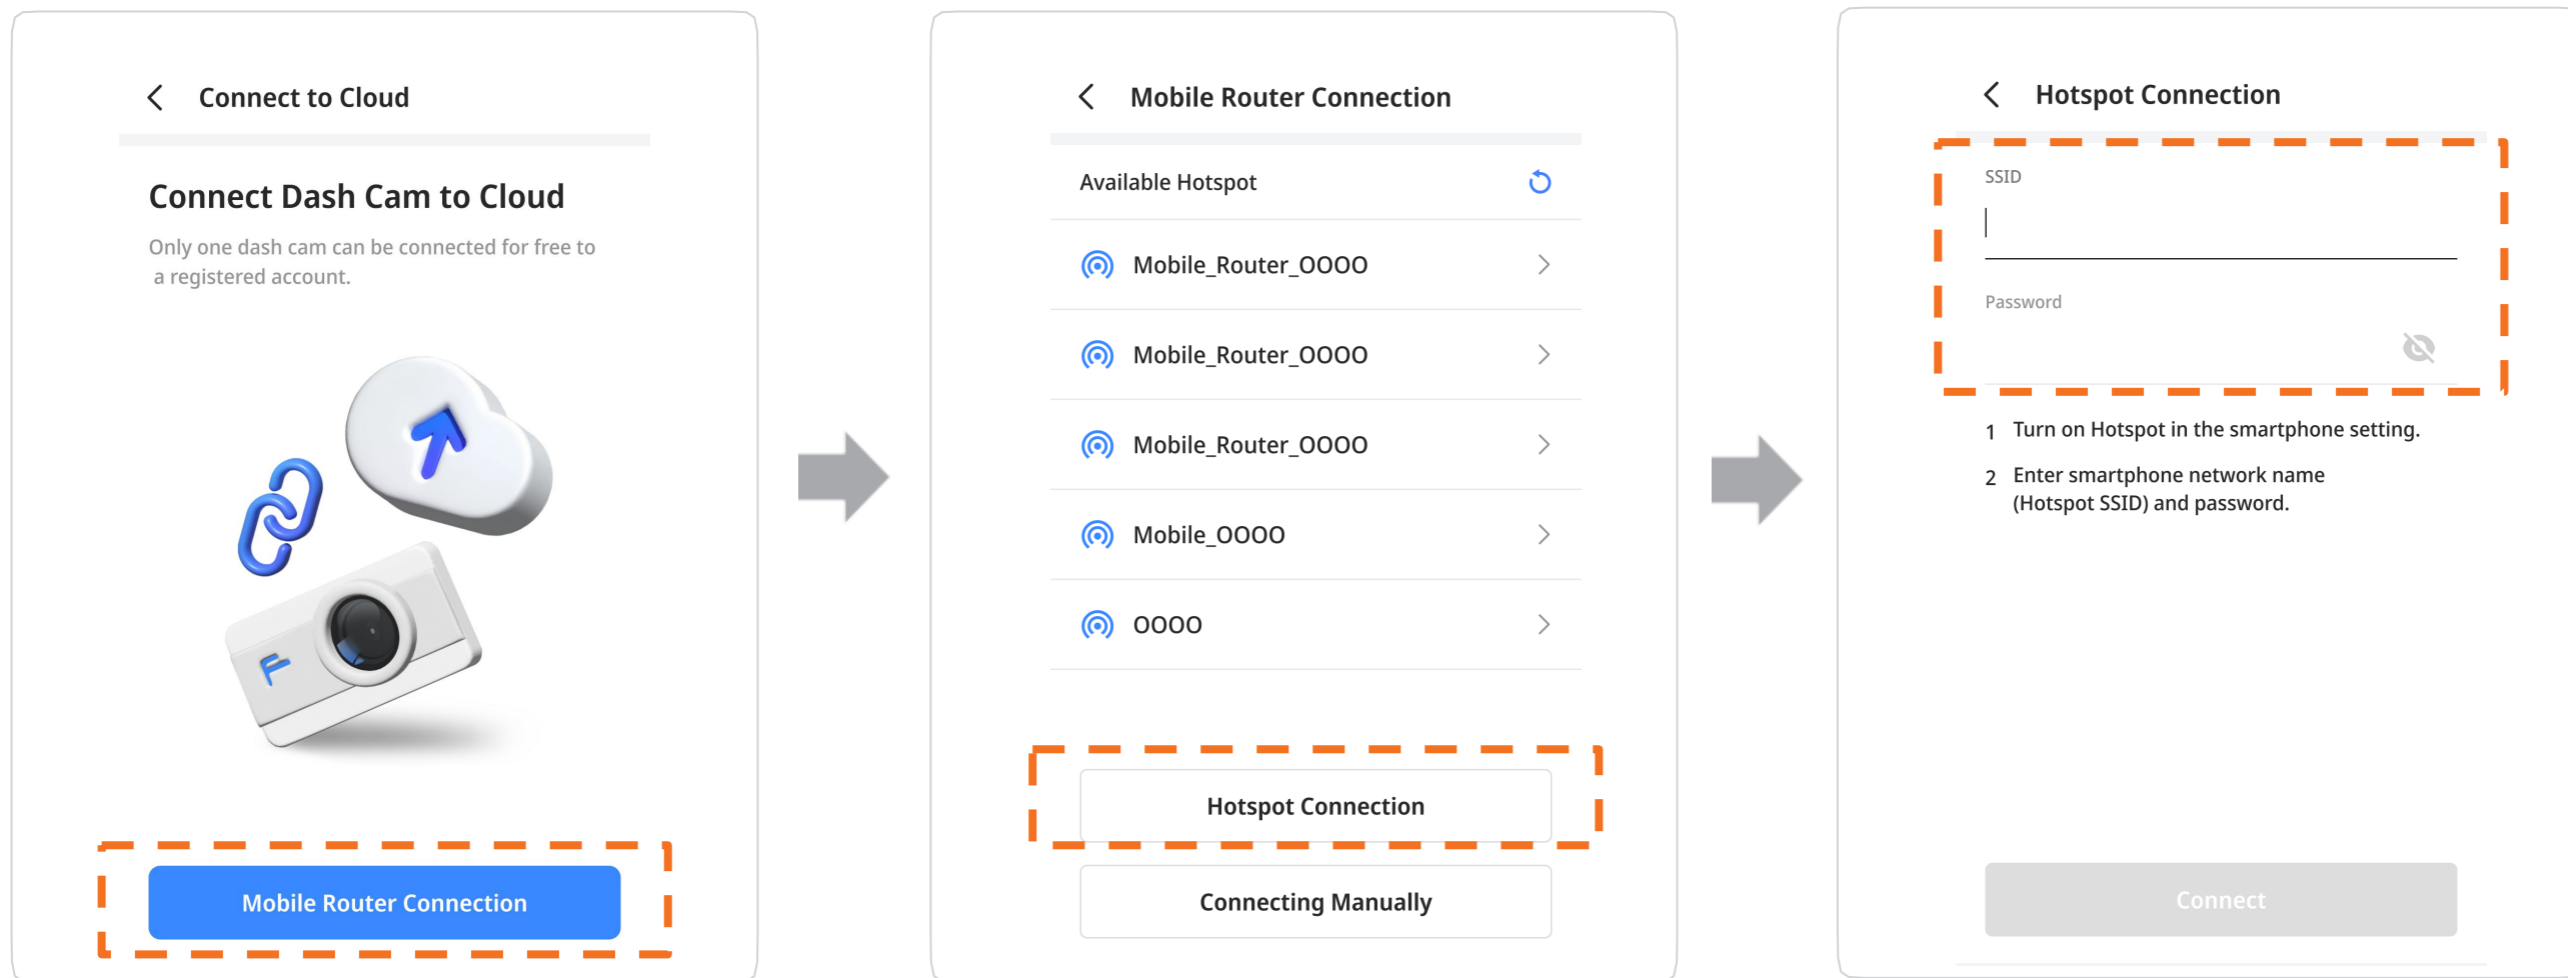 Connect to Cloud
Connect Dash Cam to Cloud
Only one dash cam can be connected for free to
a registered account.
F
Mobile Router Connection
Mobile Router Connection
Available Hotspot
Mobile_Router_OOOO
Mobile_Router_OOOO
Mobile_Router_OOOO
Mobile_OOOO
OOOO
Hotspot Connection
Connecting Manually
Hotspot Connection
SSID
Password
1 Turn on Hotspot in the smartphone setting.
2 Enter smartphone network name
(Hotspot SSID) and password.
Connect